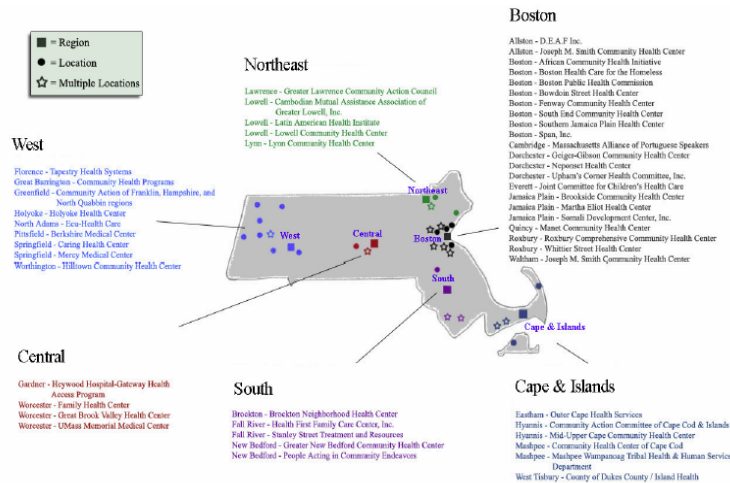 = Region
= Location
= Multiple Locations
Northeast
Lawrence - Greater Lawrence Community Action Council
Lowell - Cambodian Mutual Assistance Association of
Greater Lowell, Inc.
Lowell - Latin American Health Institute
Lowell - Lowell Community Health Center
Lynn - Lynn Community Health Center
Boston
Allston - D.E.A.F Inc.
Allston - Joseph M. Smith Community Health Center
Boston - African Community Health Initiative
Boston - Boston Health Care for the Homeless
Boston - Boston Public Health Commission
Boston - Bowdoin Street Health Center
Boston - Fenway Community Health Center
Boston - South End Community Health Center
Boston - Southern Jamaica Plain Health Center
Boston - Span, Inc.
Cambridge - Massachusetts Alliance of Portuguese Speakers
Dorchester - Geiger-Gibson Community Health Center
Dorchester - Neponset Health Center
Dorchester - Upham's Corner Health Committee, Inc.
Everett - Joint Committee for Children's Health Care
Jamaica Plain - Brookside Community Health Center
Jamaica Plain - Martha Eliot Health Center
Jamaica Plain - Somali Development Center, Inc.
Quincy - Manet Community Health Center
Roxbury - Roxbury Comprehensive Community Health Center
Roxbury - Whittier Street Health Center
Waltham - Joseph M. Smith Community Health Center
West
Florence - Tapestry Health Systems
Great Barrington - Community Health Programs
Greenfield - Community Action of Franklin, Hampshire, and
North Quabbin regions
Holyoke - Holyoke Health Center
North Adams - Ecu-Health Care
Pittsfield - Berkshire Medical Center
Springfield - Caring Health Center
Springfield - Mercy Medical Center
Worthington - Hilltown Community Health Center
Northeast
West
Central
Boston
South
Cape & Islands
Central
Gardner - Heywood Hospital-Gateway Health
Access Program
Worcester - Family Health Center
Worcester - Great Brook Valley Health Center
Worcester - UMass Memorial Medical Center
South
Brockton - Brockton Neighborhood Health Center
Fall River - Health First Family Care Center, Inc.
Fall River - Stanley Street Treatment and Resources
New Bedford - Greater New Bedford Community Health Center
New Bedford - People Acting in Community Endeavors
Cape & Islands
Eastham - Outer Cape Health Services
Hyannis - Community Action Committee of Cape Cod & Islands
Hyannis - Mid-Upper Cape Community Health Center
Mashpee - Community Health Center of Cape Cod
Mashpee - Mashpee Wampanoag Tribal Health & Human Service
Department
West Tisbury - County of Dukes County / Island Health